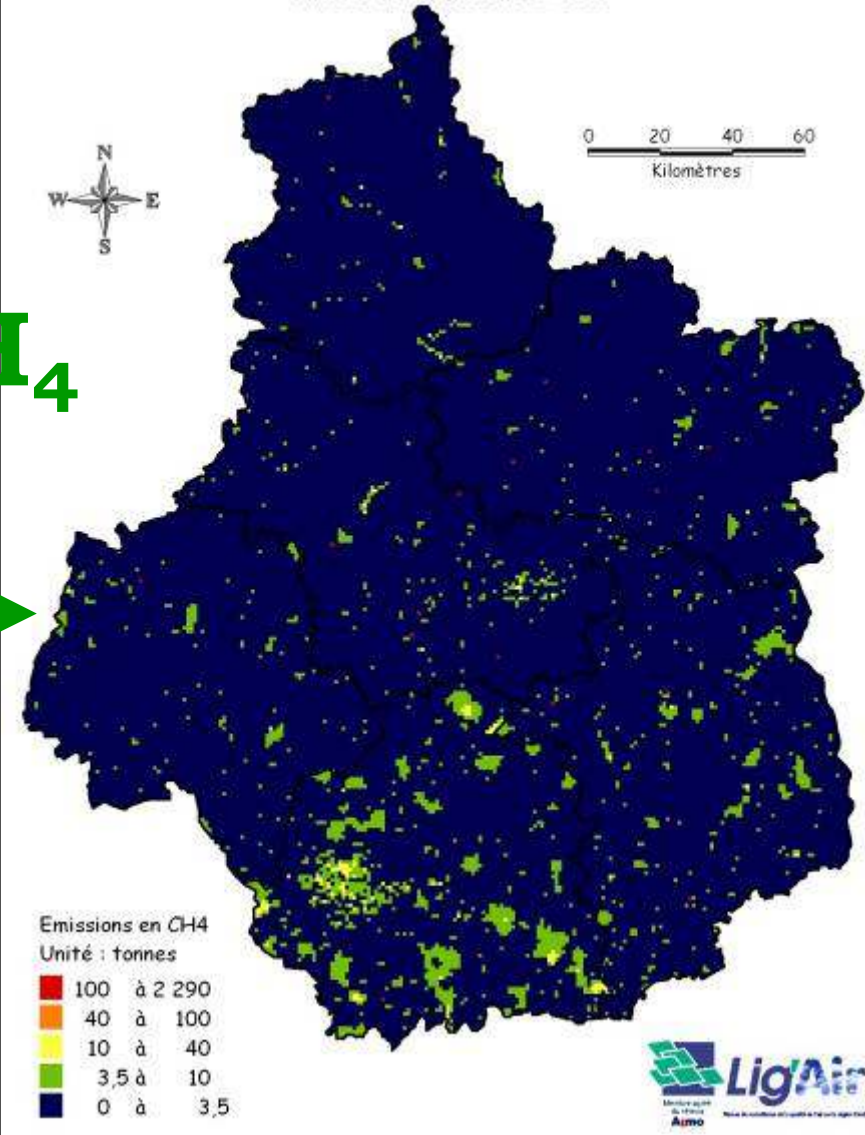 N
W E
S
0 20 40 60
Kilomètres
4
Emissions en CH4
Unité : tonnes
100 à 2 290
40 à 100
10 à 40
3,5 à 10
0 à 3,5
Lig'Air